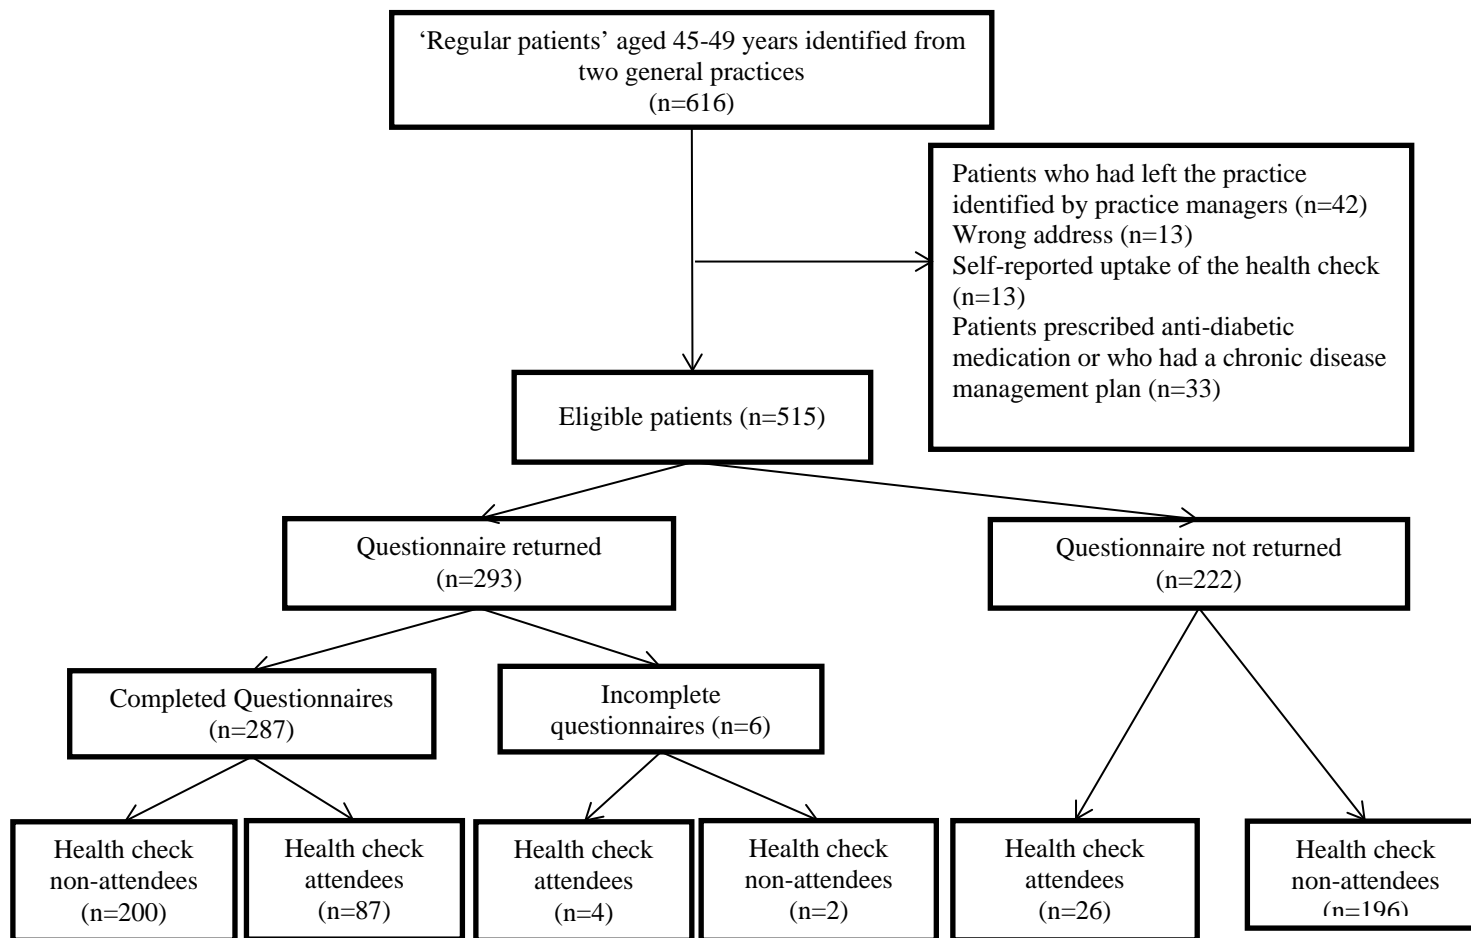 ‘Regular patients’ aged 45-49 years identified from
two general practices
(n=616)
Patients who had left the practice
identified by practice managers (n=42)
Wrong address (n=13)
Self-reported uptake of the health check
(n=13)
Patients prescribed anti-diabetic
medication or who had a chronic disease
management plan (n=33)
Eligible patients (n=515)
Questionnaire returned
(n=293)
Questionnaire not returned
(n=222)
Completed Questionnaires
(n=287)
Incomplete
questionnaires (n=6)
Health check
non-attendees
(n=200)
Health check
attendees
(n=87)
Health check
attendees
(n=4)
Health check
non-attendees
(n=2)
Health check
attendees
(n=26)
Health check
non-attendees
(n=196)